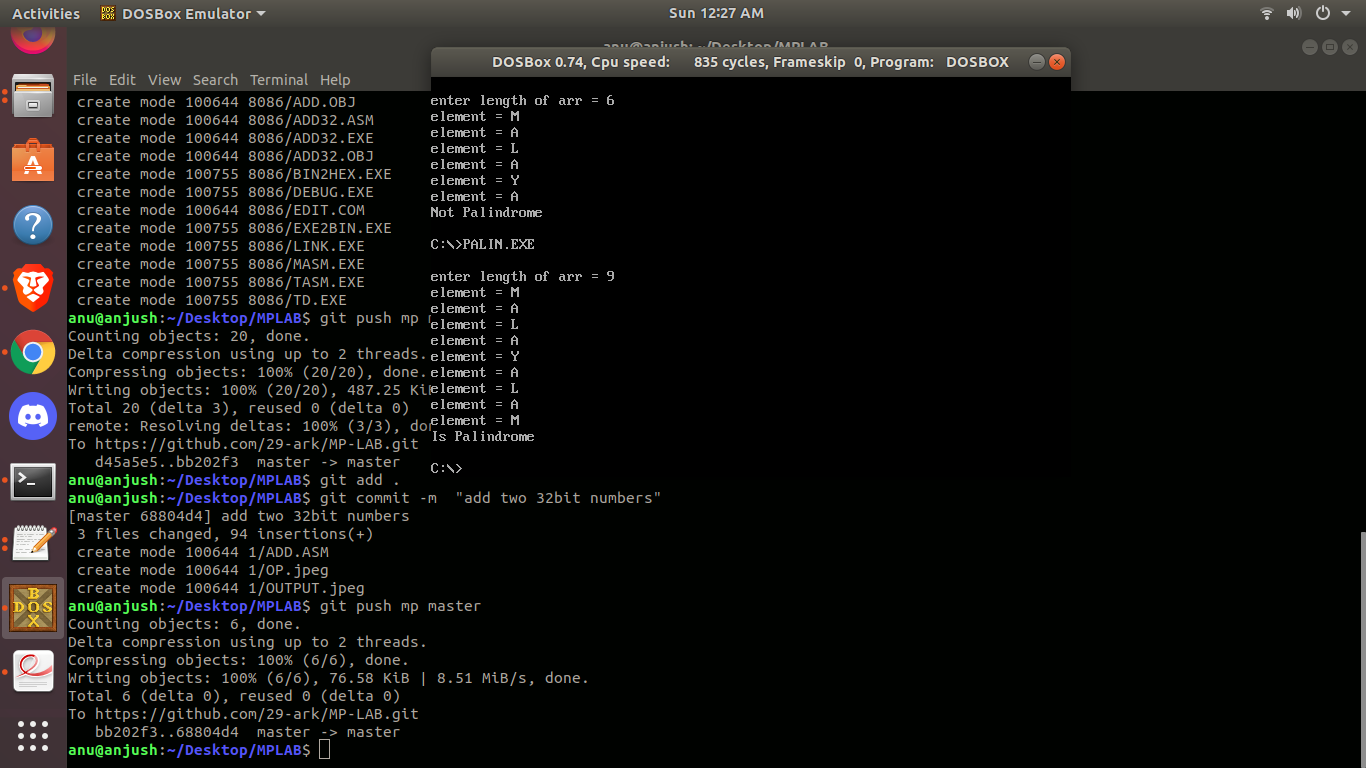 Activities DOSBox Emulator Sun 12:27 AM
anu@anjush: ~/Desktop/MPLAB
File Edit View Search Terminal Help
create mode 100644 8086/ADD.OBJ
create mode 100644 8086/ADD32.ASM
create mode 100644 8086/ADD32.EXE
create mode 100644 8086/ADD32.OBJ
create mode 100755 8086/BIN2HEX.EXE
create mode 100755 8086/DEBUG.EXE
create mode 100644 8086/EDIT.COM
create mode 100755 8086/EXE2BIN.EXE
create mode 100755 8086/LINK.EXE
create mode 100755 8086/MASM.EXE
create mode 100755 8086/TASM.EXE
create mode 100755 8086/TD.EXE
anu@anjush:~/Desktop/MPLAB$ git push mp
Counting objects: 20, done.
Delta compression using up to 2 threads.
Compressing objects: 100% (20/20), done.
Writing objects: 100% (20/20), 487.25
Total 20 (delta 3), reused 0 (delta 0)
remote: Resolving deltas: 100% (3/3),
To https://github.com/29-ark/MP-LAB.git
d45a5e5..bb202f3 master -> master
anu@anjush:~/Desktop/MPLAB$ git add .
anu@anjush:~/Desktop/MPLAB$ git commit -m "add two 32bit numbers"
[master 68804d4] add two 32bit numbers
3 files changed, 94 insertions(+)
create mode 100644 1/ADD.ASM
create mode 100644 1/OP.jpeg
create mode 100644 1/OUTPUT.jpeg
anu@anjush:~/Desktop/MPLAB$ git push mp master
Counting objects: 6, done.
Delta compression using up to 2 threads.
Compressing objects: 100% (6/6), done.
Writing objects: 100% (6/6), 76.58 KiB | 8.51 MiB/s, done.
Total 6 (delta 0), reused 0 (delta 0)
To https://github.com/29-ark/MP-LAB.git
bb202f3..68804d4 master -> master
anu@anjush:~/Desktop/MPLAB$
DOSBox 0.74, Cpu speed: 835 cycles, Frameskip 0, Program: DOSBOX
enter length of arr = 6
element = M
element = A
element = L
element = A
element = Y
element = A
Not Palindrome
C:\>PALIN.EXE
enter length of arr = 9
element = M
element = A
element = L
element = A
element = Y
element = A
element = L
element = A
element = M
Is Palindrome
C:\>
BOX
DOS